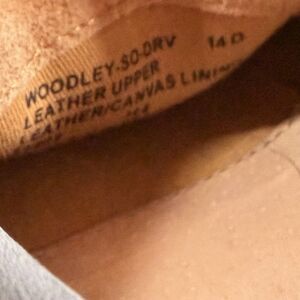 WOODLEY-SO-DRV 14 D
LEATHER UPPER
LEATHER/CANVAS LINING